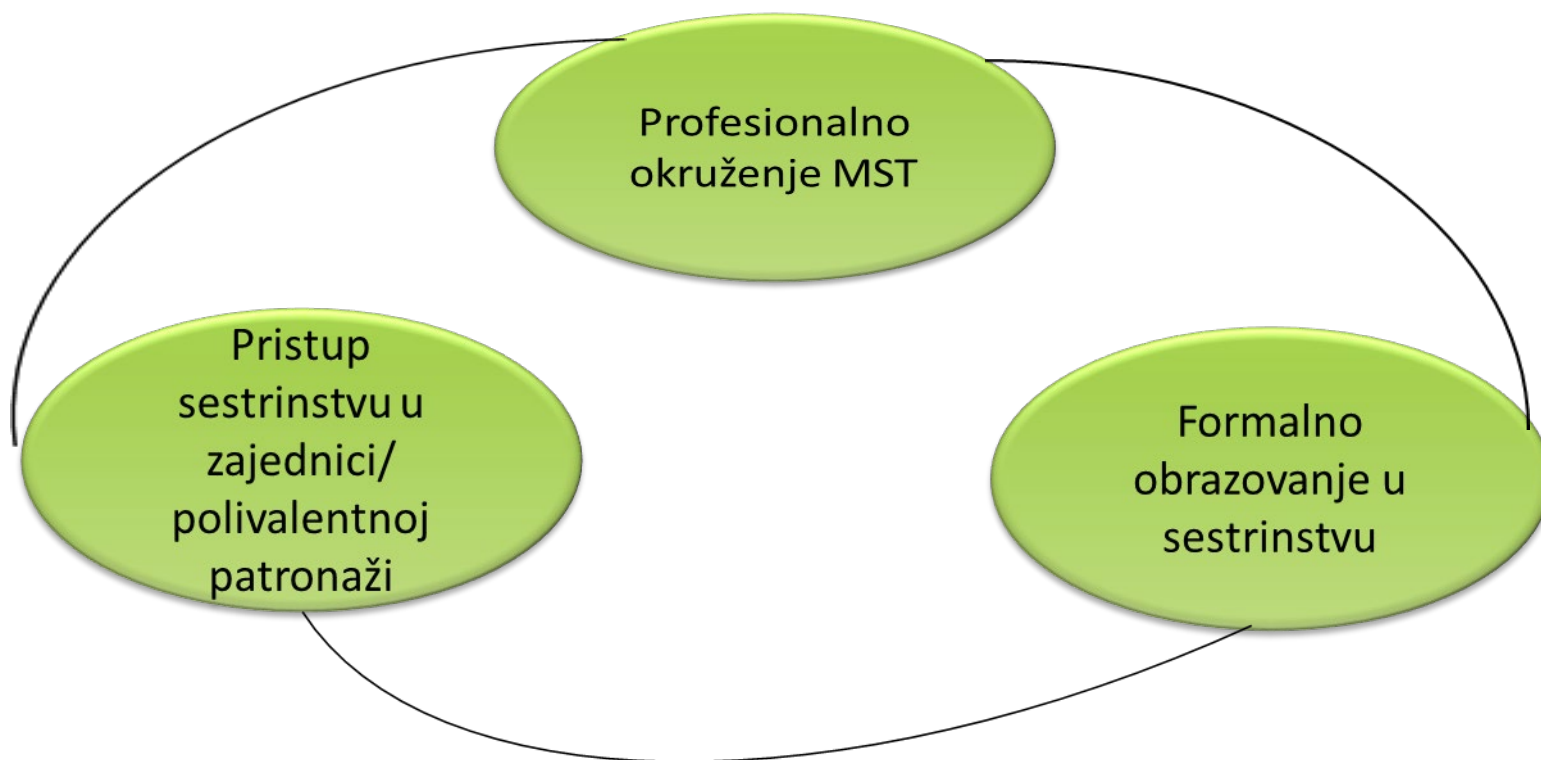 Profesionalno
okruženje MST
Pristup
sestrinstvu u
zajednici/
polivalentnoj
patronaži
Formalno
obrazovanje u
sestrinstvu